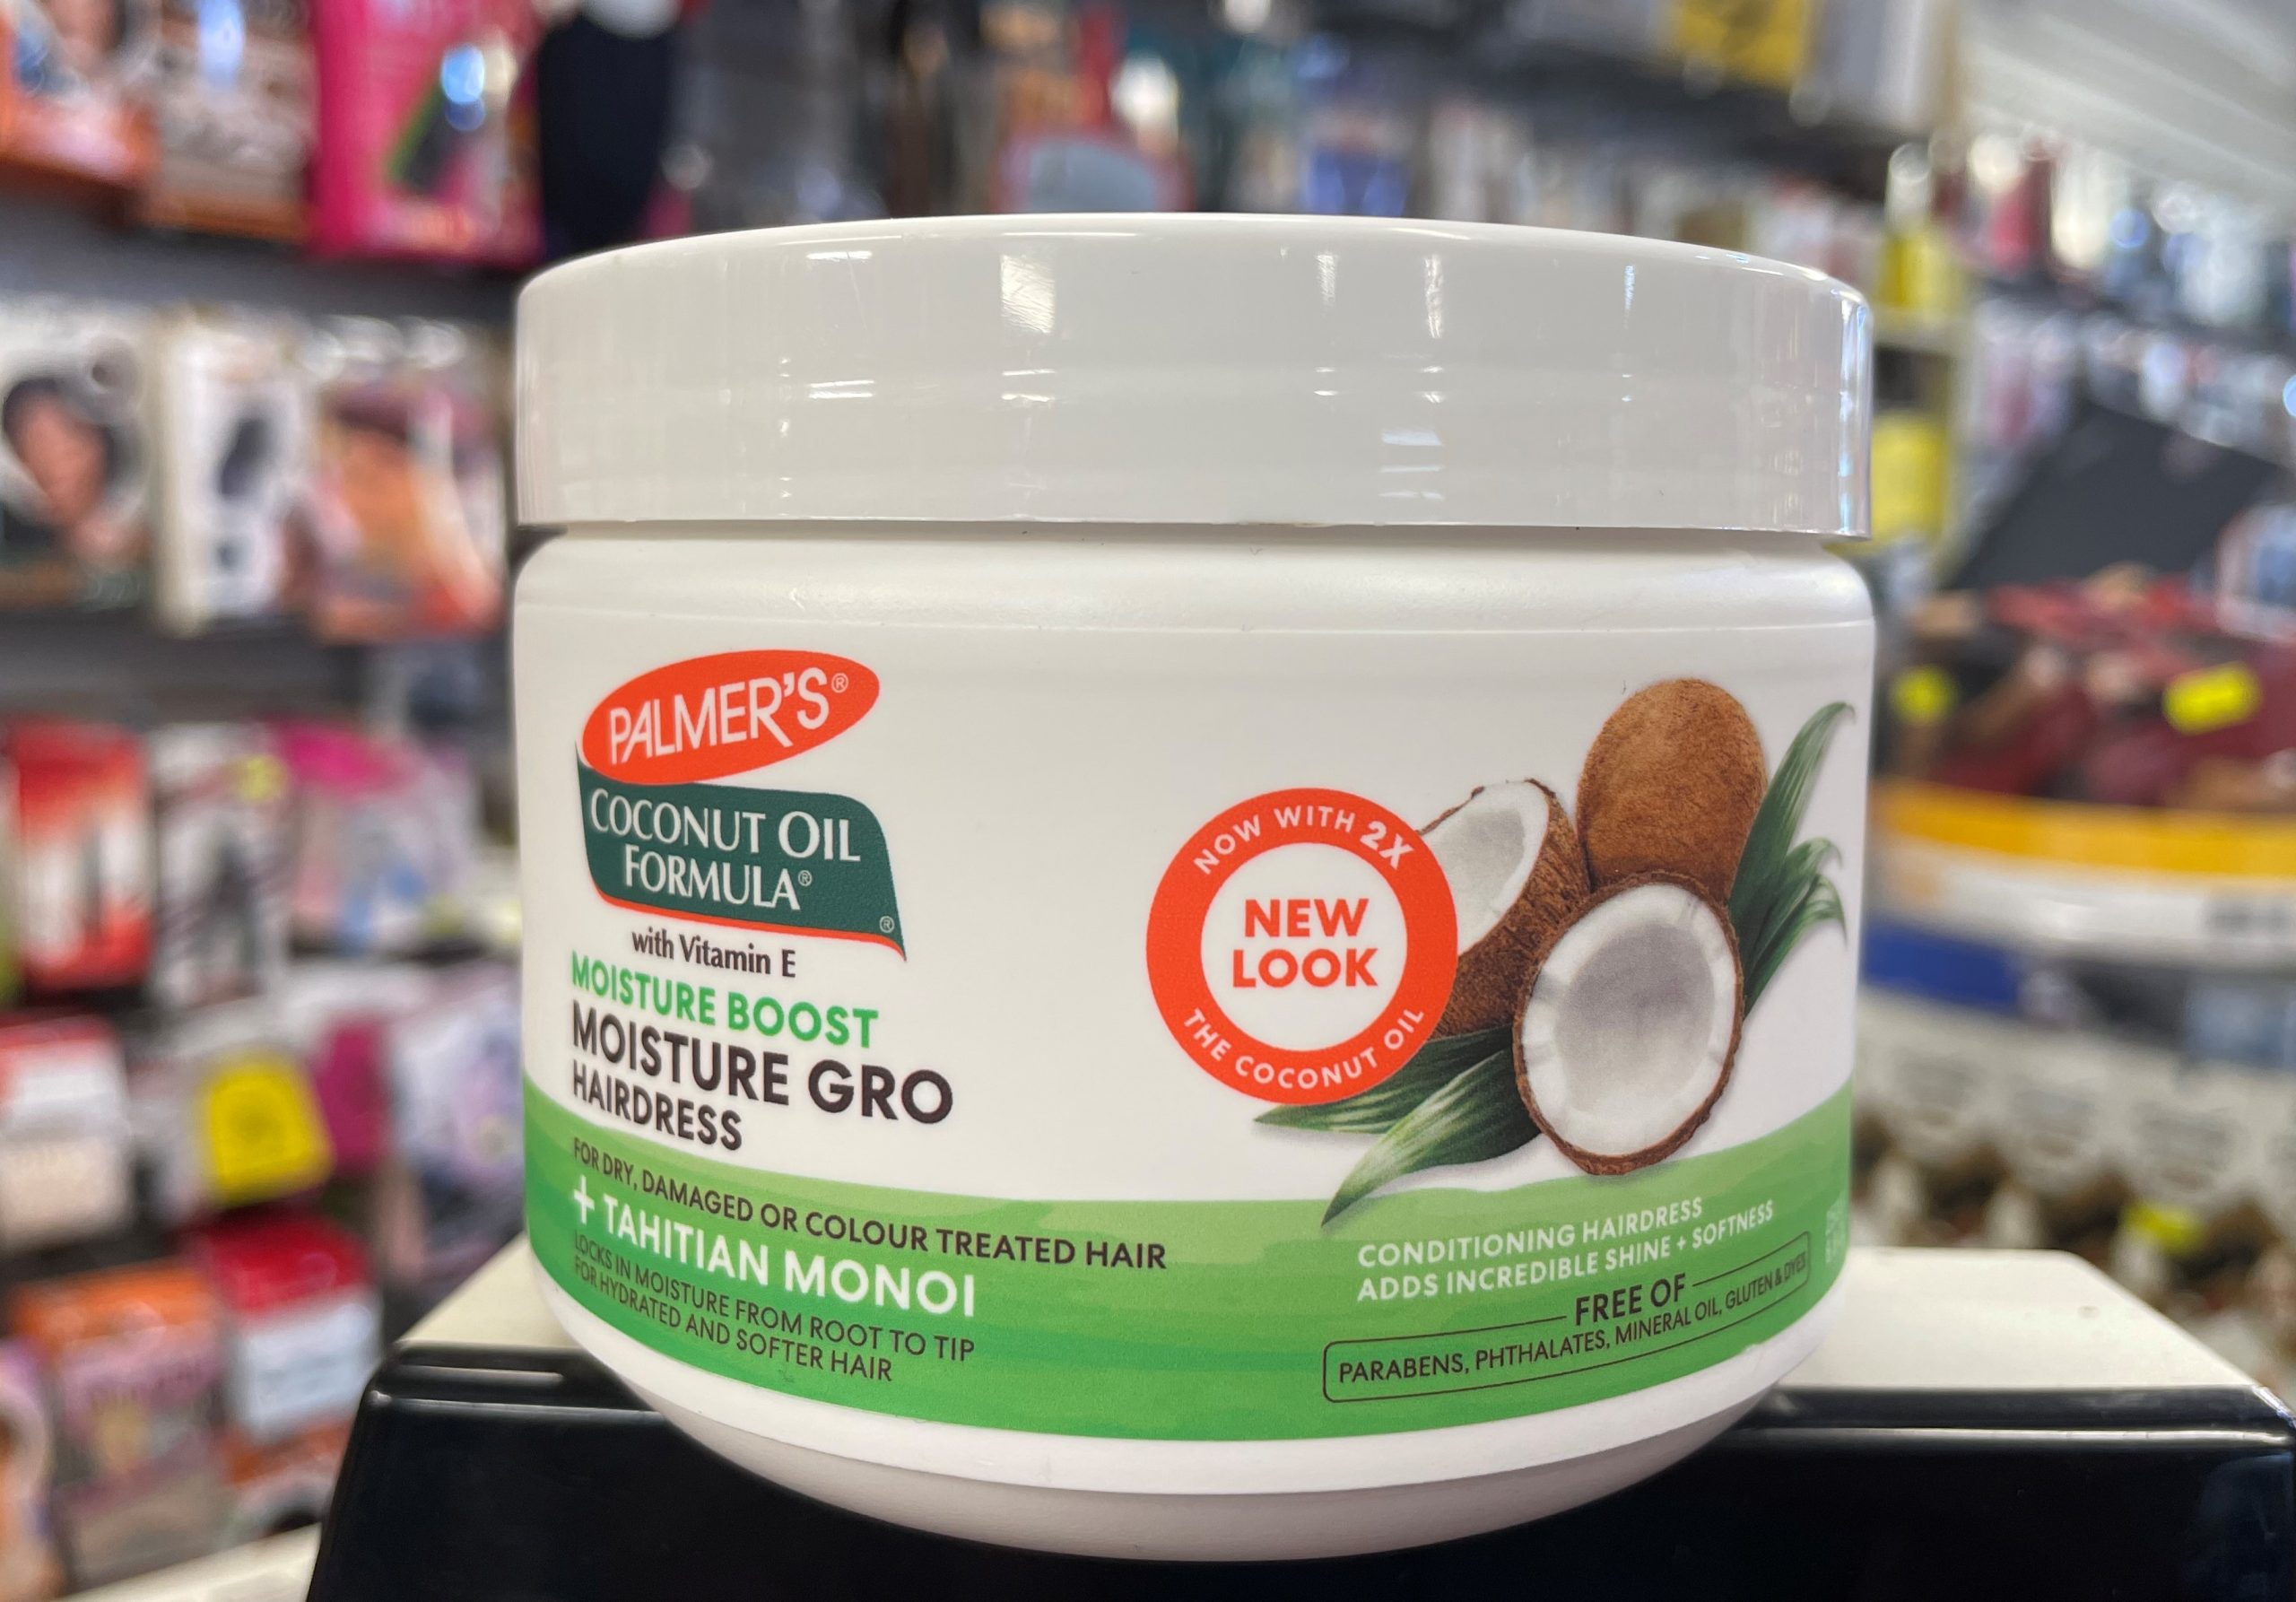 PALMER'S®
COCONUT OIL
FORMULA®
®
with Vitamin E
MOISTURE BOOST
MOISTURE GRO
HAIRDRESS
FOR DRY, DAMAGED OR COLOUR TREATED HAIR
+ TAHITIAN MONOI
LOCKS IN MOISTURE FROM ROOT TO TIP
FOR HYDRATED AND SOFTER HAIR
NOW WITH 2X
NEW
LOOK
THE COCONUT OIL
CONDITIONING HAIRDRESS
ADDS INCREDIBLE SHINE + SOFTNESS
FREE OF
PARABENS, PHTHALATES, MINERAL OIL, GLUTEN & DYES